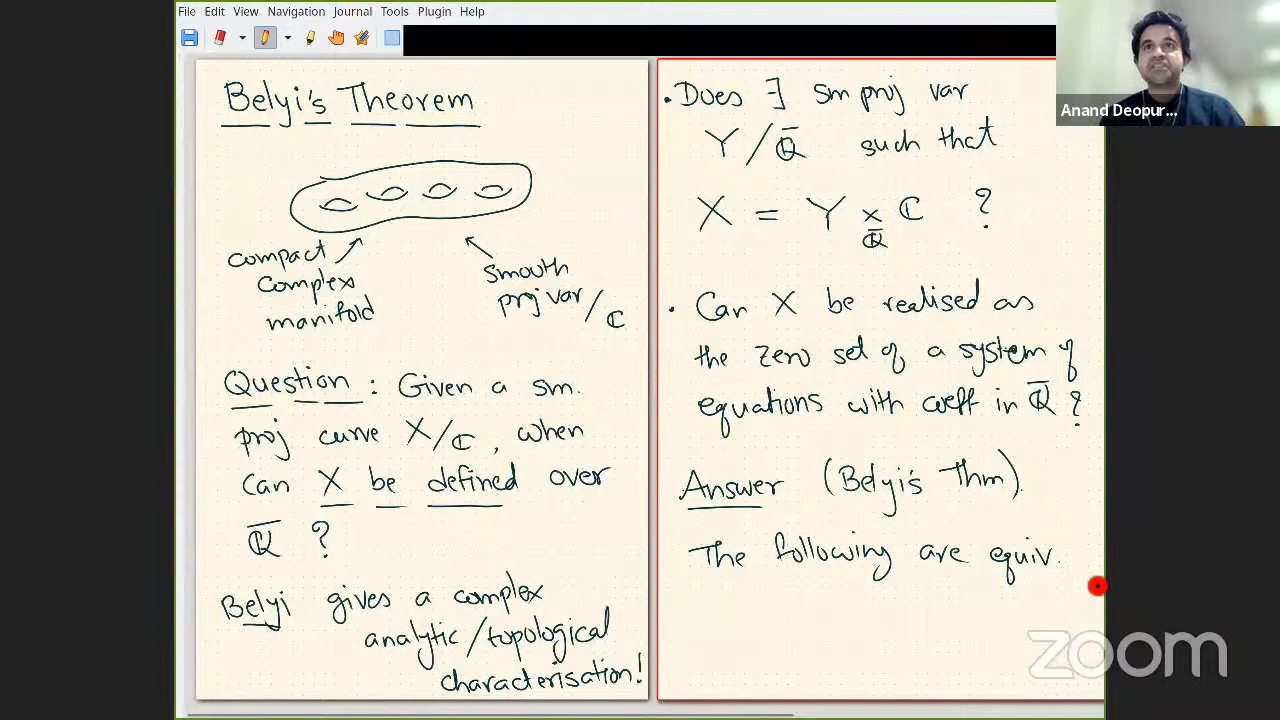 File Edit View Navigation Journal Tools Plugin Help
Belyi's Theorem
compact
complex
manifold
smooth
proj var / ℂ
Question : Given a sm.
proj curve X/ℂ, when
can X be defined over
ℚ̅ ?
Belyi gives a complex
analytic/topological
characterisation!
• Does ∃ sm proj var
Y/ℚ̅ such that
X = Y × ℂ ?
ℚ̅
• Can X be realised as
the zero set of a system of
equations with coeff in ℚ̅ ?
Answer (Belyi's Thm).
The following are equiv.
Anand Deopur...
zoom